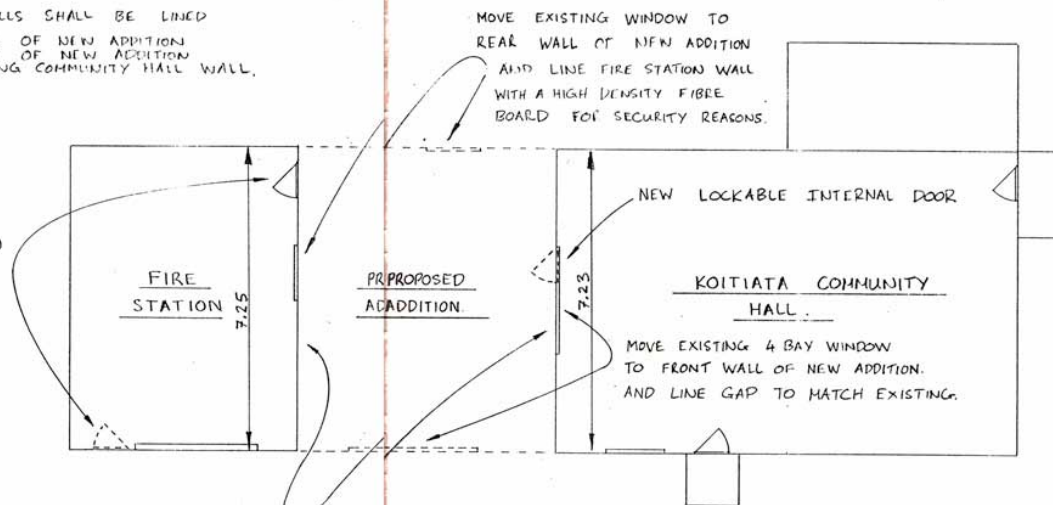 LLS SHALL BE LINED
OF NEW ADDITION
OF NEW ADDITION
NG COMMUNITY HALL WALL.
MOVE EXISTING WINDOW TO
REAR WALL OF NEW ADDITION
AND LINE FIRE STATION WALL
WITH A HIGH DENSITY FIBRE
BOARD FOR SECURITY REASONS.
NEW LOCKABLE INTERNAL DOOR
FIRE
STATION
7.25
PRPROPOSED
ADADDITION.
7.23
KOITIATA COMMUNITY
HALL.
MOVE EXISTING 4 BAY WINDOW
TO FRONT WALL OF NEW ADDITION.
AND LINE GAP TO MATCH EXISTING.